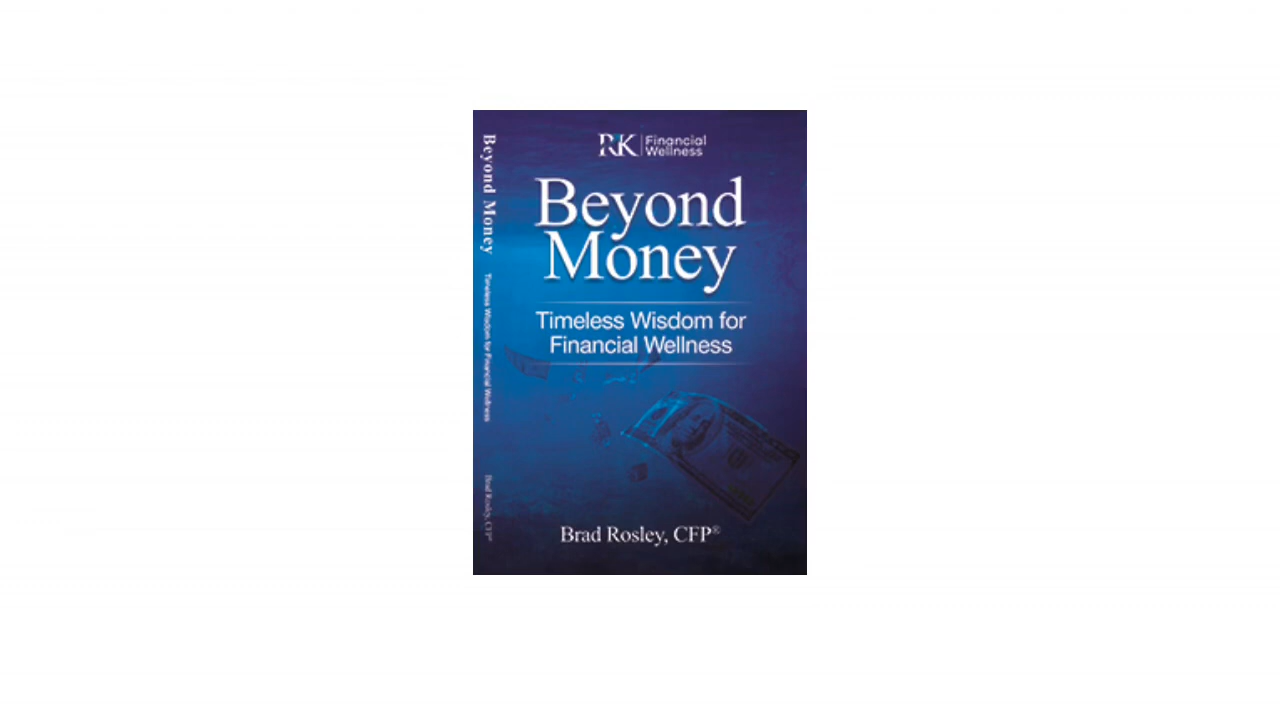 Beyond Money Timeless Wisdom for Financial Wellness Brad Rosley, CFP®
RK Financial
Wellness
Beyond
Money
Timeless Wisdom for
Financial Wellness
Brad Rosley, CFP®